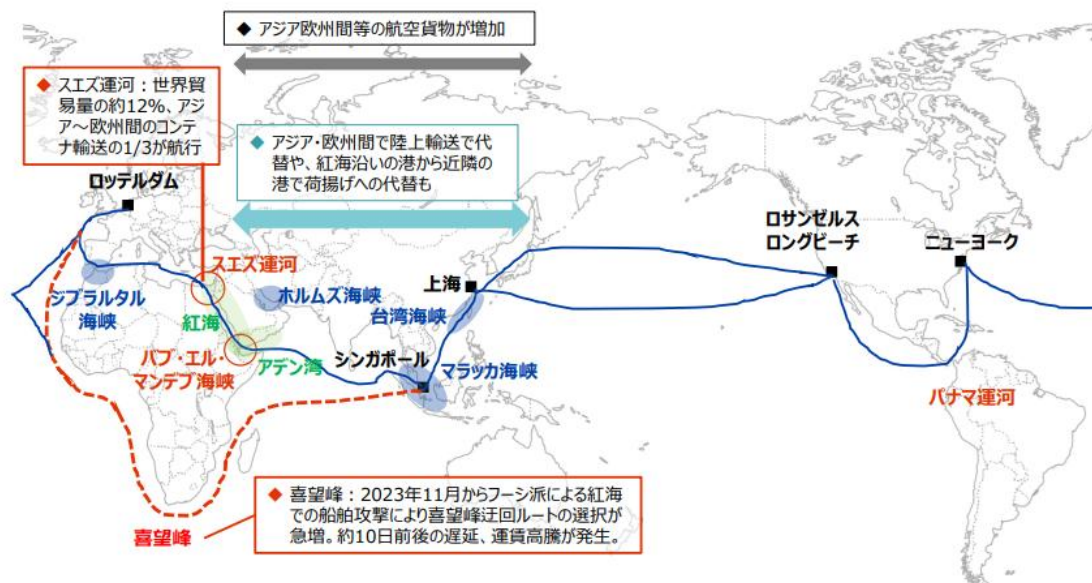 ◆ アジア欧州間等の航空貨物が増加
◆ スエズ運河：世界貿
易量の約12%、アジ
ア～欧州間のコンテ
ナ輸送の1/3が航行
◆ アジア・欧州間で陸上輸送で代
替や、紅海沿いの港から近隣の
港で荷揚げへの代替も
ロッテルダム
ロサンゼルス
ロングビーチ
ニューヨーク
スエズ運河
ジブラルタル
海峡
ホルムズ海峡
上海
台湾海峡
紅海
バブ・エル・
マンデブ海峡
アデン湾
シンガポール
マラッカ海峡
パナマ運河
喜望峰
◆ 喜望峰：2023年11月からフーシ派による紅海
での船舶攻撃により喜望峰迂回ルートの選択が
急増。約10日前後の遅延、運賃高騰が発生。